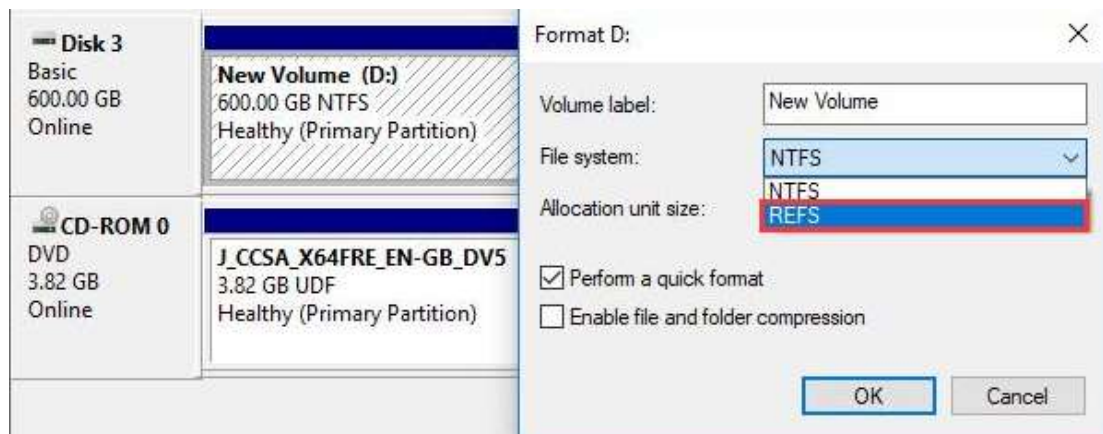 Disk 3
Basic
600.00 GB
Online
New Volume (D:)
600.00 GB NTFS
Healthy (Primary Partition)
CD-ROM 0
DVD
3.82 GB
Online
J_CCSA_X64FRE_EN-GB_DV5
3.82 GB UDF
Healthy (Primary Partition)
Format D:
Volume label:
New Volume
File system:
NTFS
NTFS
REFS
Allocation unit size:
Perform a quick format
Enable file and folder compression
OK
Cancel